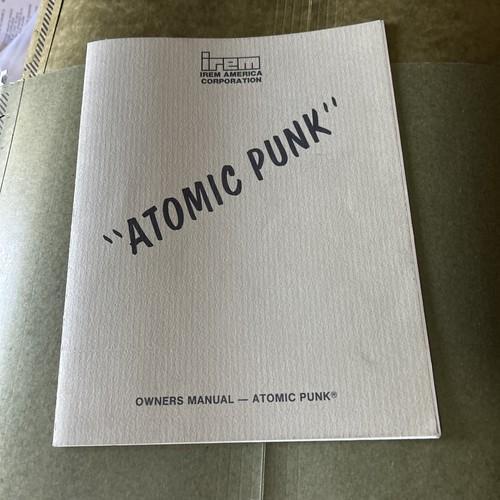 irem
IREM AMERICA
CORPORATION
"ATOMIC PUNK"
OWNERS MANUAL — ATOMIC PUNK®